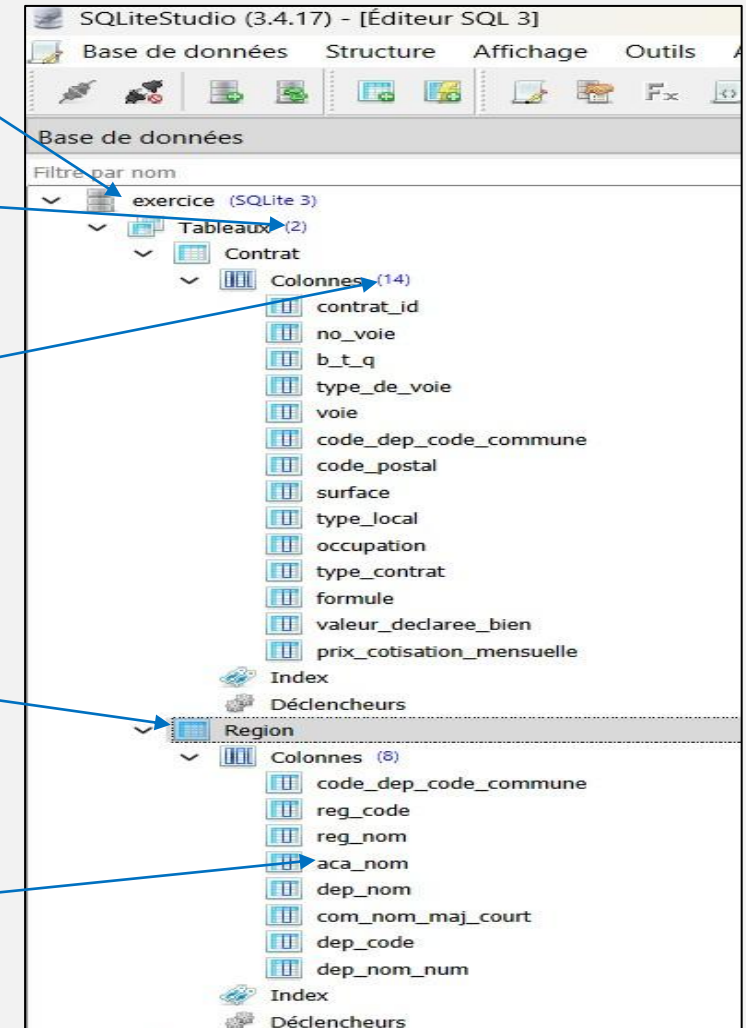 SQLiteStudio (3.4.17) - [Éditeur SQL 3]
Base de données Structure Affichage Outils
Base de données
Filtre par nom
exercice (SQLite 3)
Tableaux (2)
Contrat
Colonnes (14)
contrat_id
no_voie
b_t_q
type_de_voie
voie
code_dep_code_commune
code_postal
surface
type_local
occupation
type_contrat
formule
valeur_declaree_bien
prix_cotisation_mensuelle
Index
Déclencheurs
Region
Colonnes (8)
code_dep_code_commune
reg_code
reg_nom
aca_nom
dep_nom
com_nom_maj_court
dep_code
dep_nom_num
Index
Déclencheurs